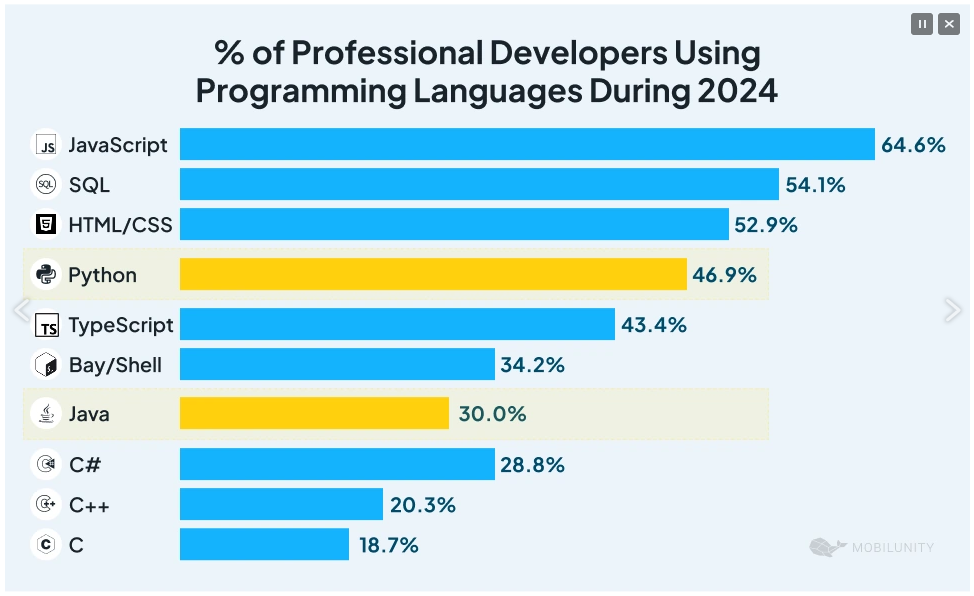 % of Professional Developers Using
Programming Languages During 2024
JS JavaScript 64.6%
SQL SQL 54.1%
5 HTML/CSS 52.9%
Python 46.9%
TS TypeScript 43.4%
Bay/Shell 34.2%
Java 30.0%
C C# 28.8%
C++ C++ 20.3%
C C 18.7%
MOBILUNITY